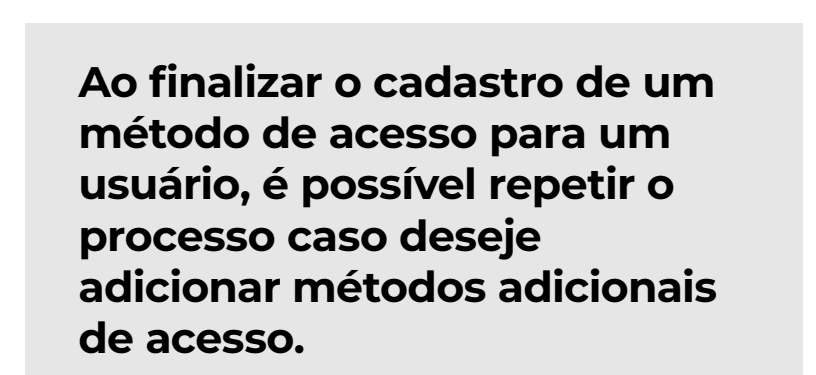 Ao finalizar o cadastro de um
método de acesso para um
usuário, é possível repetir o
processo caso deseje
adicionar métodos adicionais
de acesso.